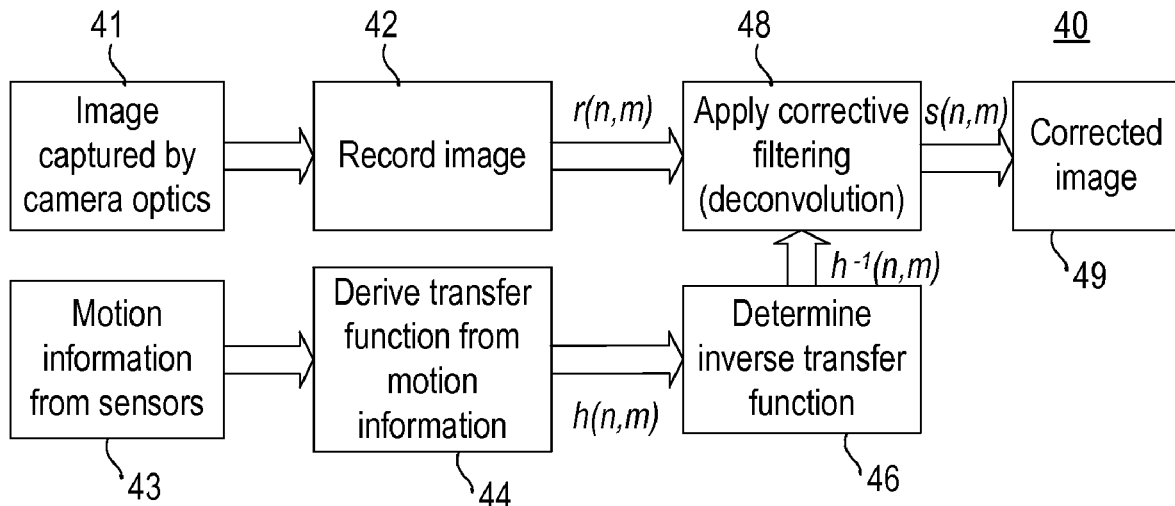 41
42
48
40
Image
captured by
camera optics
Record image
r(n,m)
Apply corrective
filtering
(deconvolution)
s(n,m)
Corrected
image
49
h⁻¹(n,m)
Motion
information
from sensors
Derive transfer
function from
motion
information
h(n,m)
Determine
inverse transfer
function
43
44
46